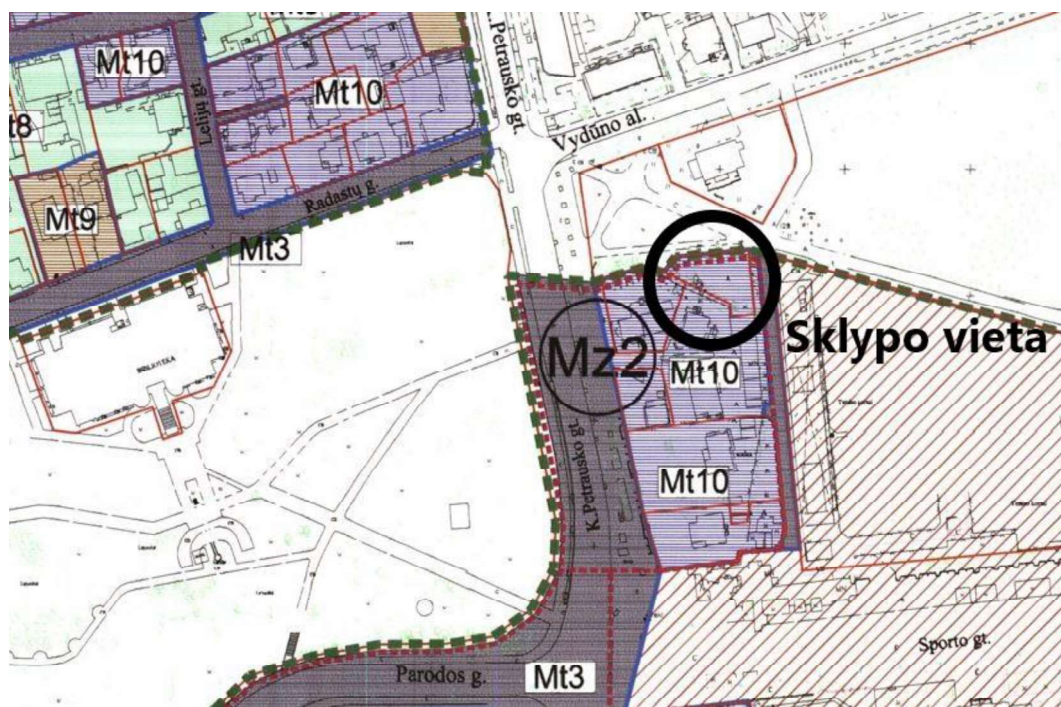 Mt10
Mt10
Lelijų gt.
K. Petrausko gt.
Vydūno al.
Radastų g.
Mt9
Mt3
Mz2
Mt10
Sklypo vieta
K.Petrausko gt.
Mt10
Parodos g.
Mt3
Sporto gt.